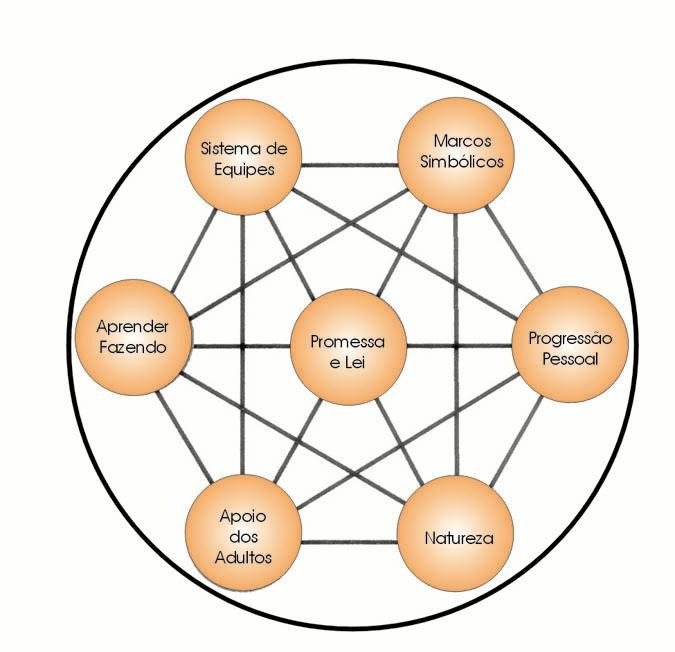 Sistema de
Equipes
Marcos
Simbólicos
Aprender
Fazendo
Promessa
e Lei
Progressão
Pessoal
Apoio
dos
Adultos
Natureza